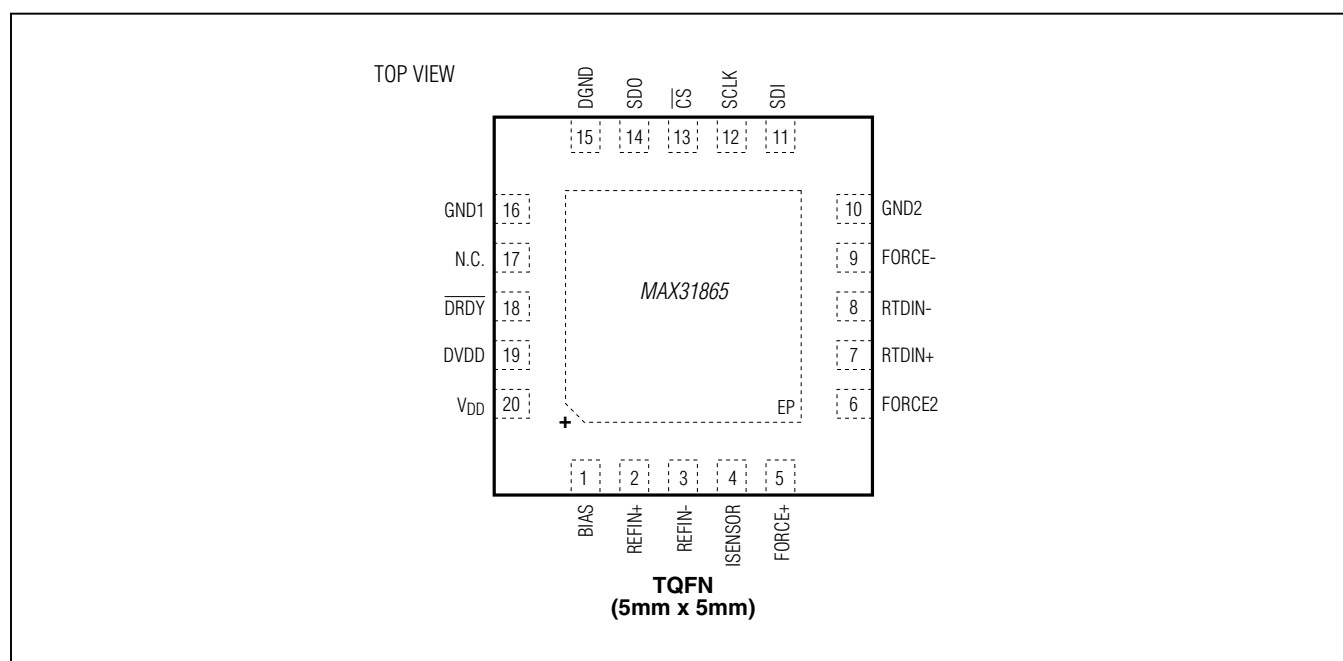 TOP VIEW
DGND
SDO
C̅S̅
SCLK
SDI
15
14
13
12
11
GND1 16
N.C. 17
D̅R̅D̅Y̅ 18
DVDD 19
VDD 20
MAX31865
EP
+
10 GND2
9 FORCE-
8 RTDIN-
7 RTDIN+
6 FORCE2
1
2
3
4
5
BIAS
REFIN+
REFIN-
ISENSOR
FORCE+
TQFN
(5mm x 5mm)